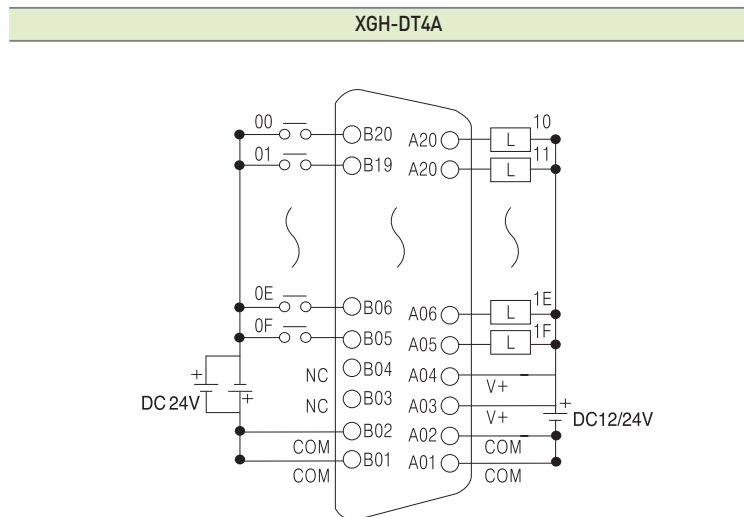 XGH-DT4A
00 B20 A20 L 10
01 B19 A20 L 11
0E B06 A06 L 1E
0F B05 A05 L 1F
NC B04 A04 V+
NC B03 A03 V+
DC 24V + + + DC12/24V
COM B02 A02 COM
COM B01 A01 COM